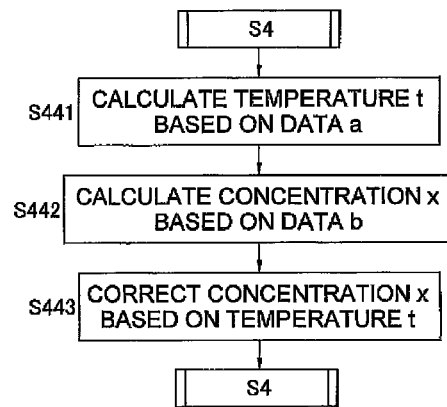 S4
S441
CALCULATE TEMPERATURE t
BASED ON DATA a
S442
CALCULATE CONCENTRATION x
BASED ON DATA b
S443
CORRECT CONCENTRATION x
BASED ON TEMPERATURE t
S4